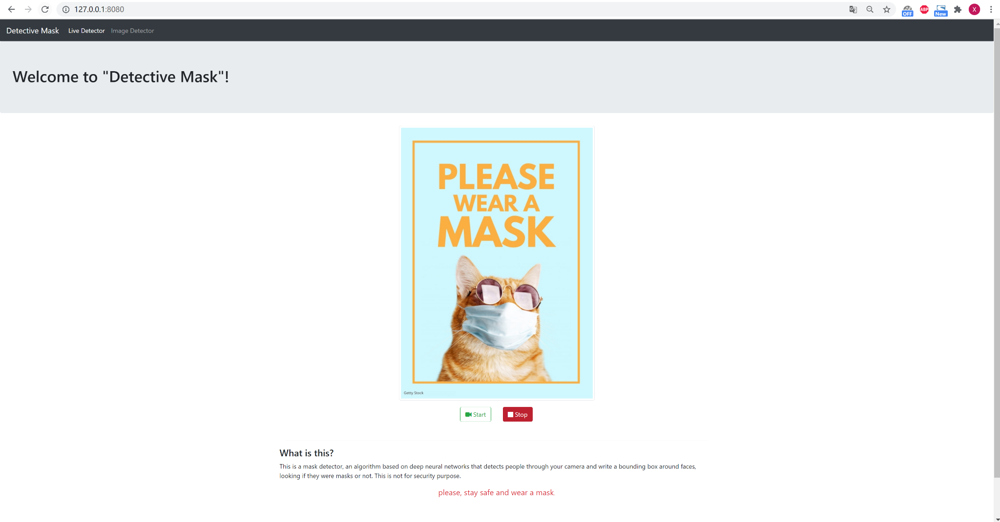 127.0.0.1:8080
OFF
ABP
New
X
Detective Mask Live Detector Image Detector
Welcome to "Detective Mask"!
PLEASE
WEAR A
MASK
Getty Stock
Start Stop
What is this?
This is a mask detector, an algorithm based on deep neural networks that detects people through your camera and write a bounding box around faces,
looking if they were masks or not. This is not for security purpose.
please, stay safe and wear a mask.